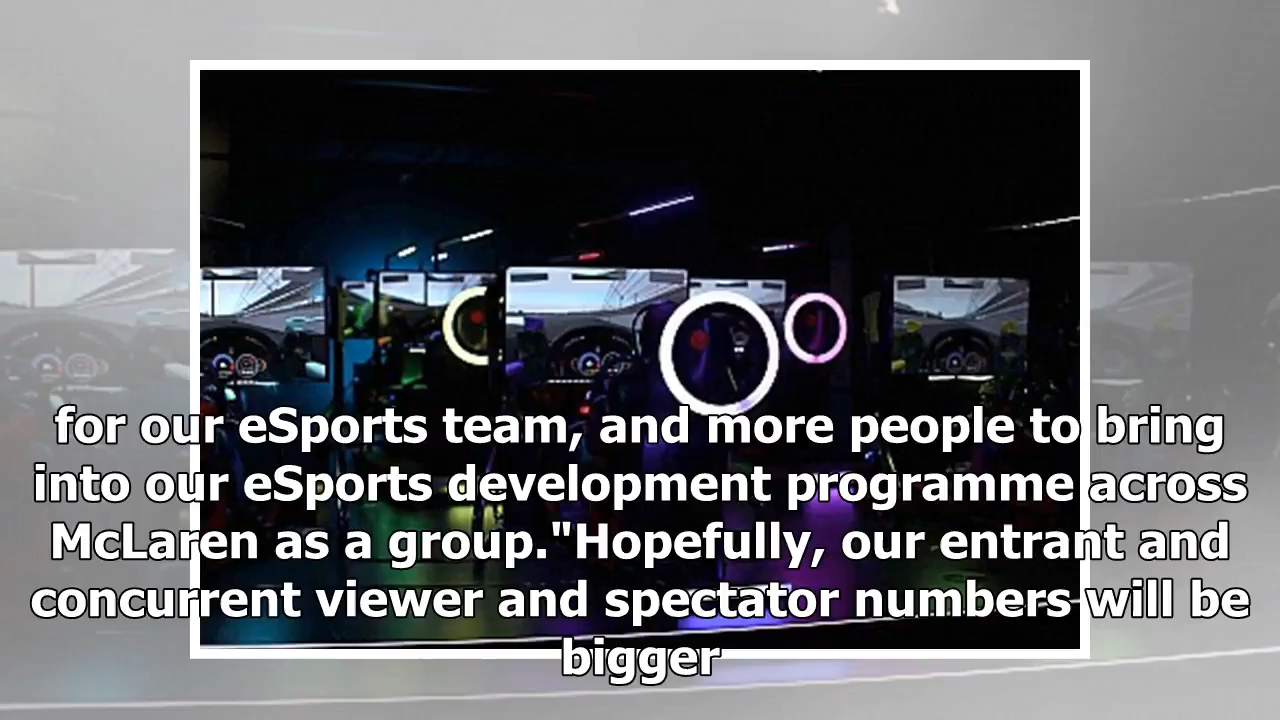 for our eSports team, and more people to bring
into our eSports development programme across
McLaren as a group."Hopefully, our entrant and
concurrent viewer and spectator numbers will be
bigger